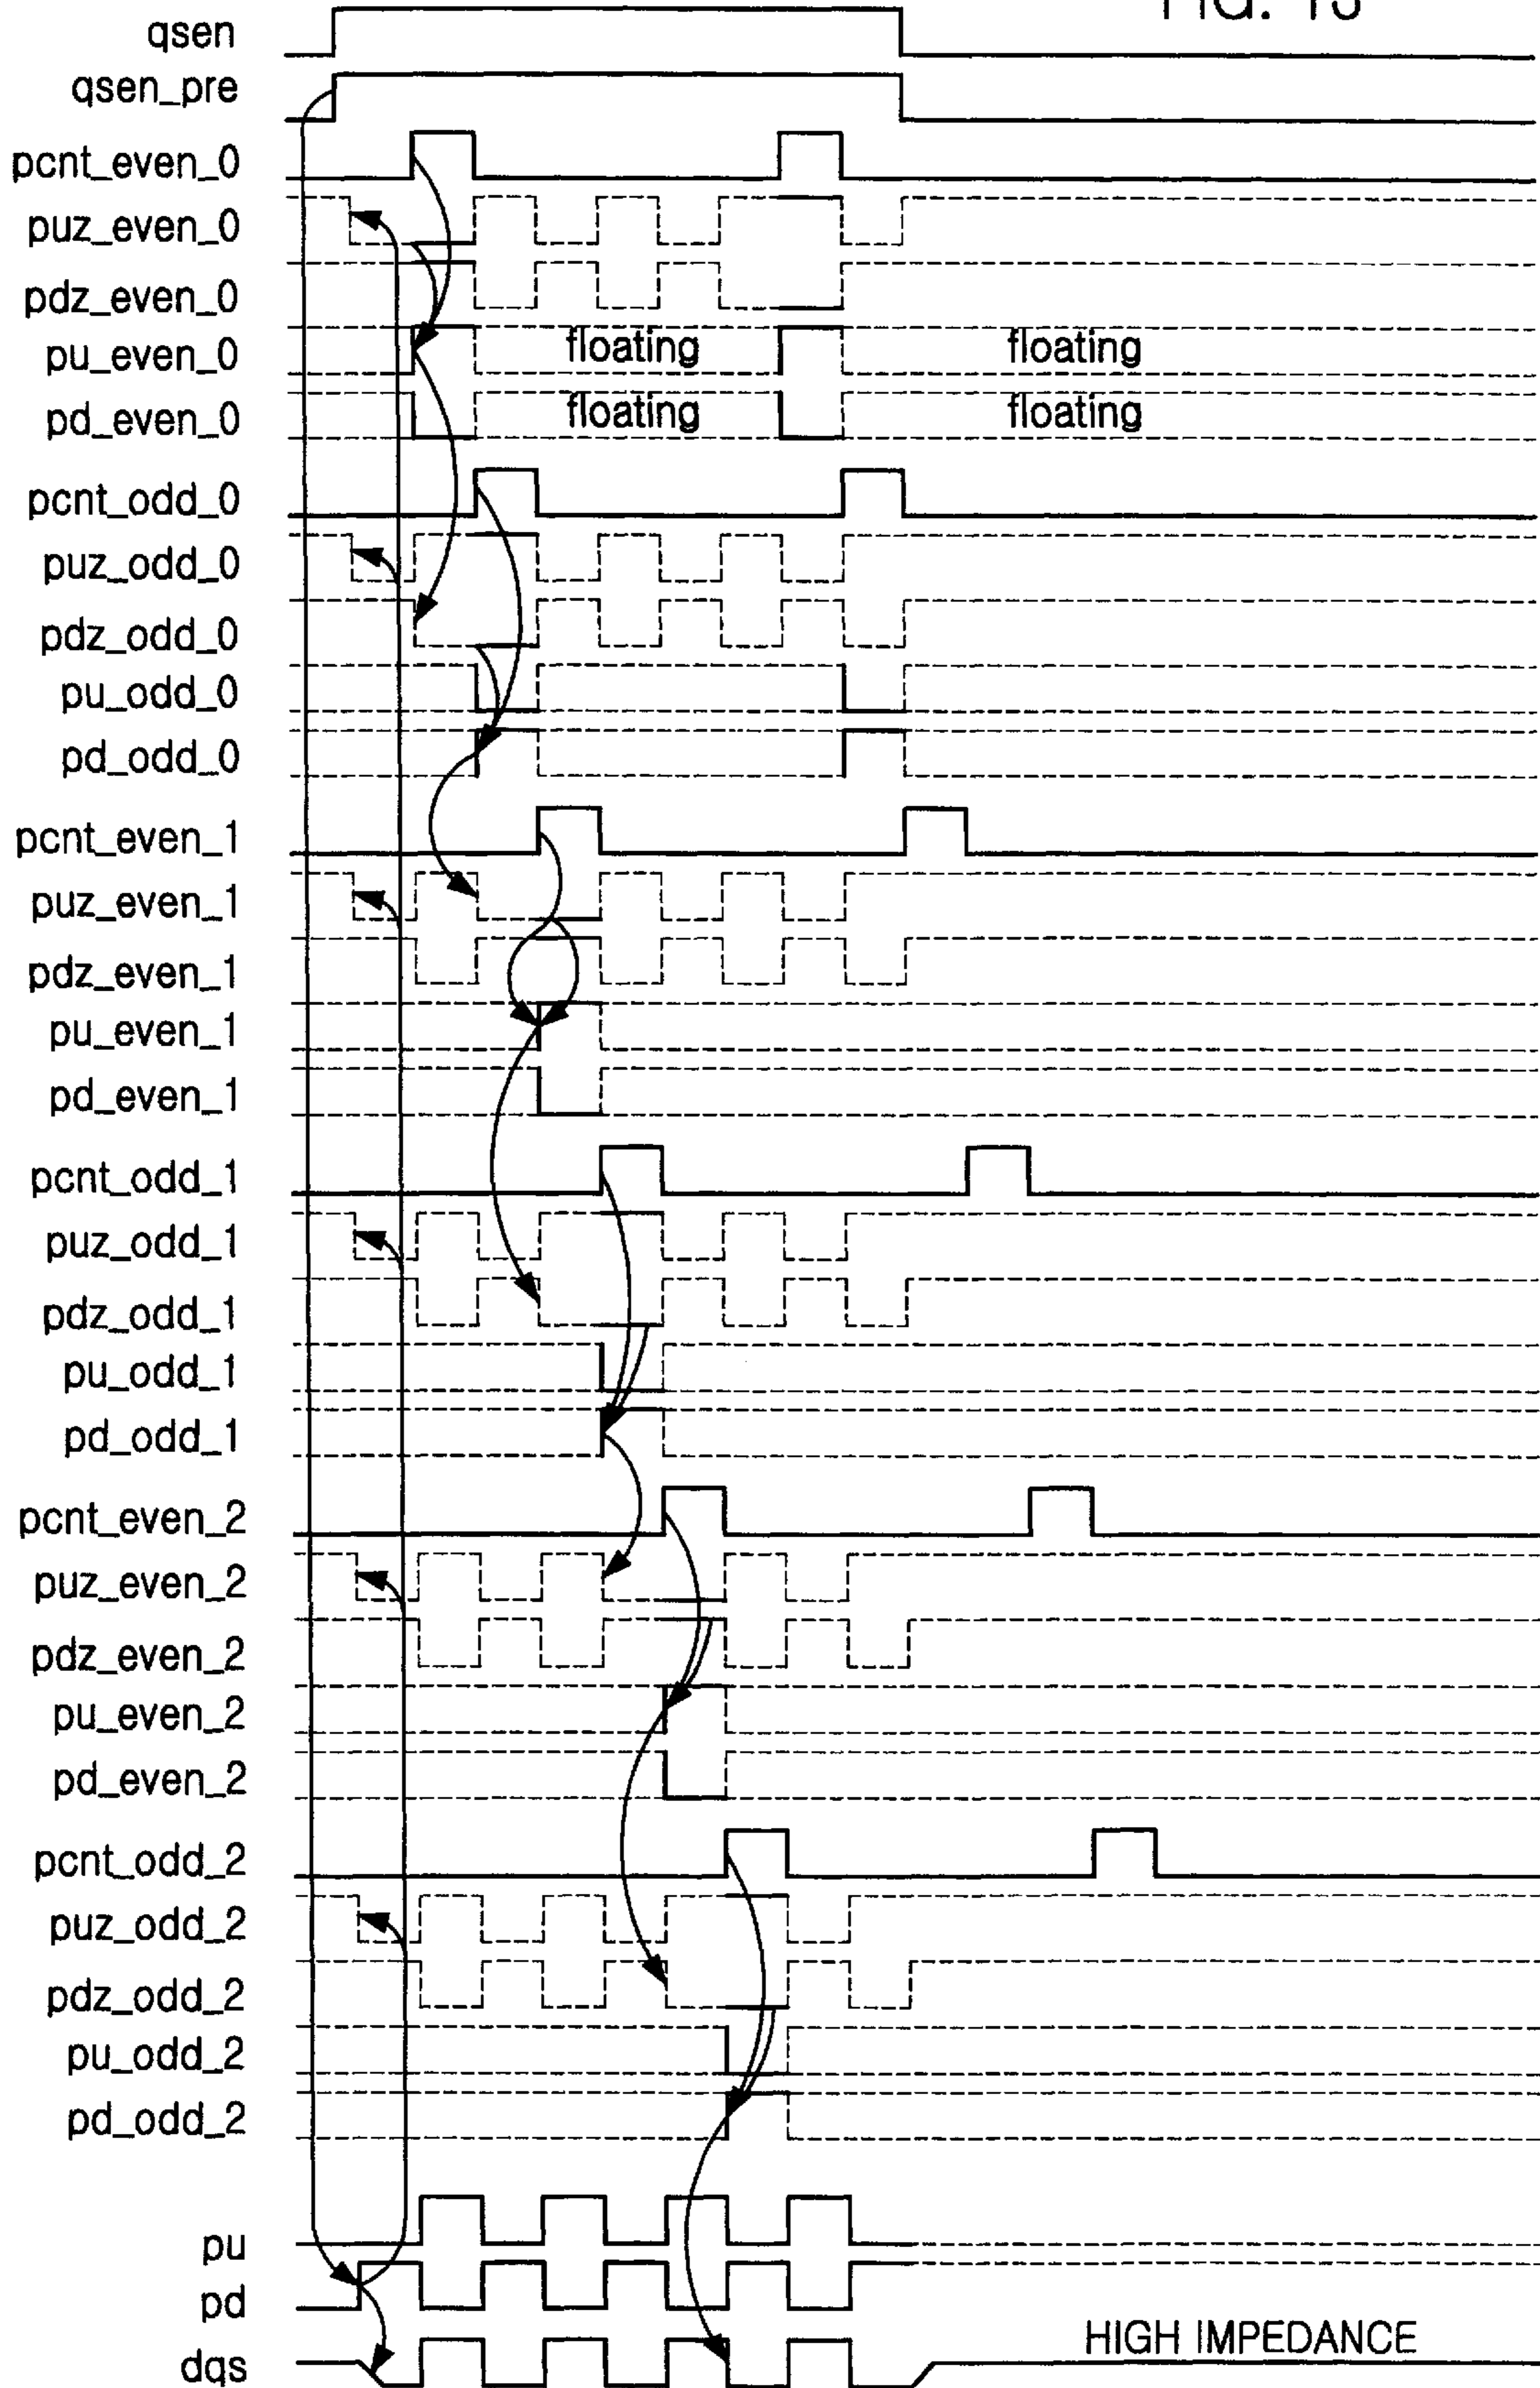 FIG. 13
qsen
qsen_pre
pcnt_even_0
puz_even_0
pdz_even_0
pu_even_0 floating floating
pd_even_0 floating floating
pcnt_odd_0
puz_odd_0
pdz_odd_0
pu_odd_0
pd_odd_0
pcnt_even_1
puz_even_1
pdz_even_1
pu_even_1
pd_even_1
pcnt_odd_1
puz_odd_1
pdz_odd_1
pu_odd_1
pd_odd_1
pcnt_even_2
puz_even_2
pdz_even_2
pu_even_2
pd_even_2
pcnt_odd_2
puz_odd_2
pdz_odd_2
pu_odd_2
pd_odd_2
pu
pd
HIGH IMPEDANCE
dqs